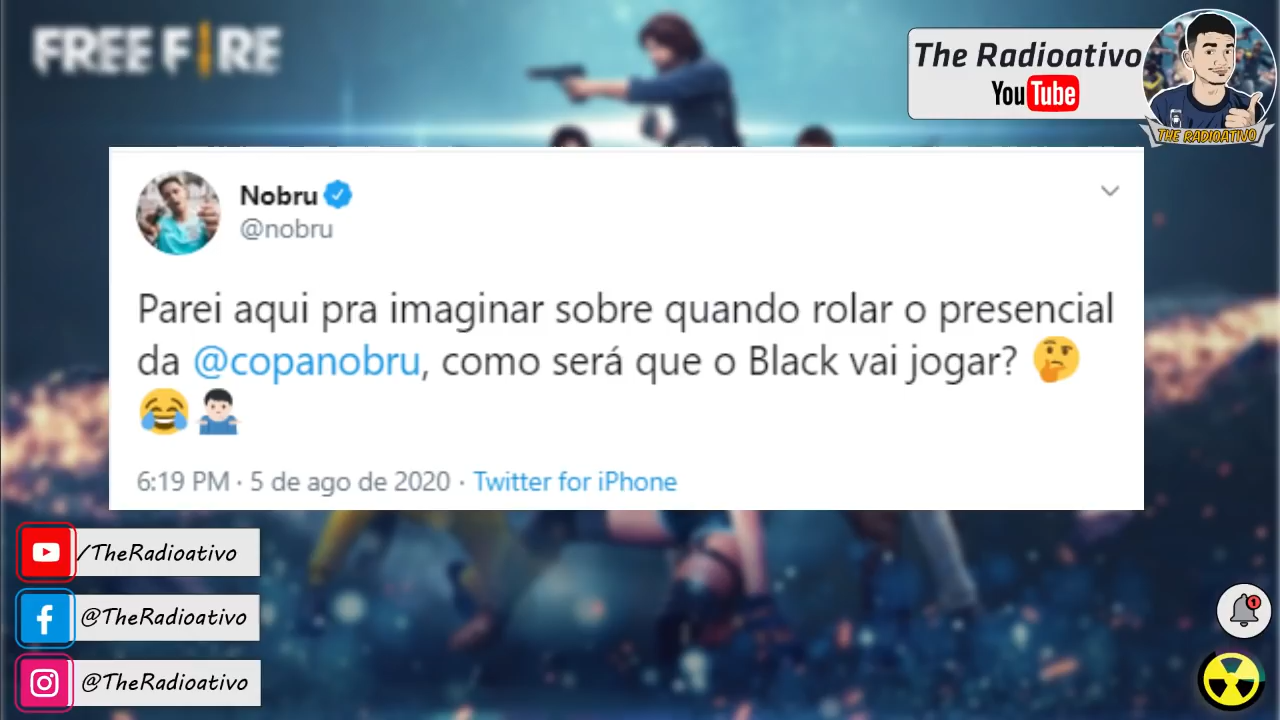 FREE FIRE
The Radioativo
YouTube
THE RADIOATIVO
Nobru
@nobru
Parei aqui pra imaginar sobre quando rolar o presencial
da @copanobru, como será que o Black vai jogar? 🤔
😂🤷🏻‍♂️
6:19 PM · 5 de ago de 2020 · Twitter for iPhone
/TheRadioativo
@TheRadioativo
@TheRadioativo
1